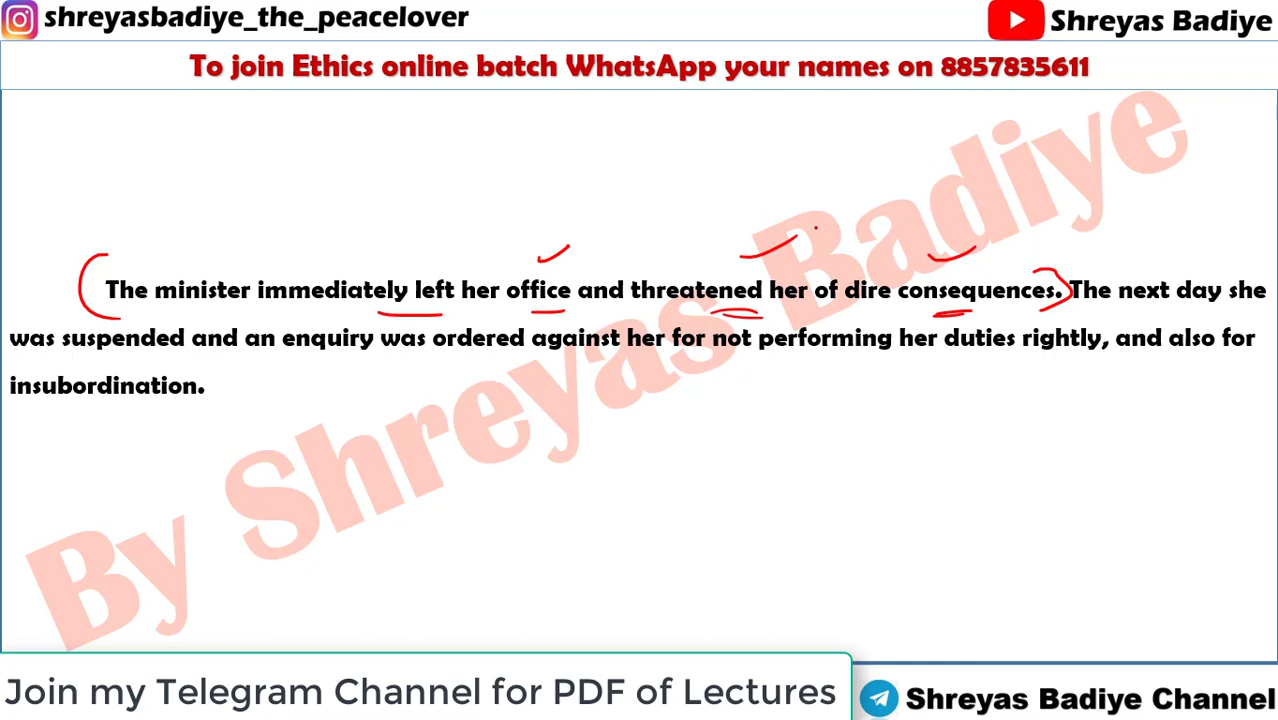 shreyasbadiye_the_peacelover
Shreyas Badiye
To join Ethics online batch WhatsApp your names on 8857835611
The minister immediately left her office and threatened her of dire consequences. The next day she
was suspended and an enquiry was ordered against her for not performing her duties rightly, and also for
insubordination.
By Shreyas Badiye
Join my Telegram Channel for PDF of Lectures
Shreyas Badiye Channel